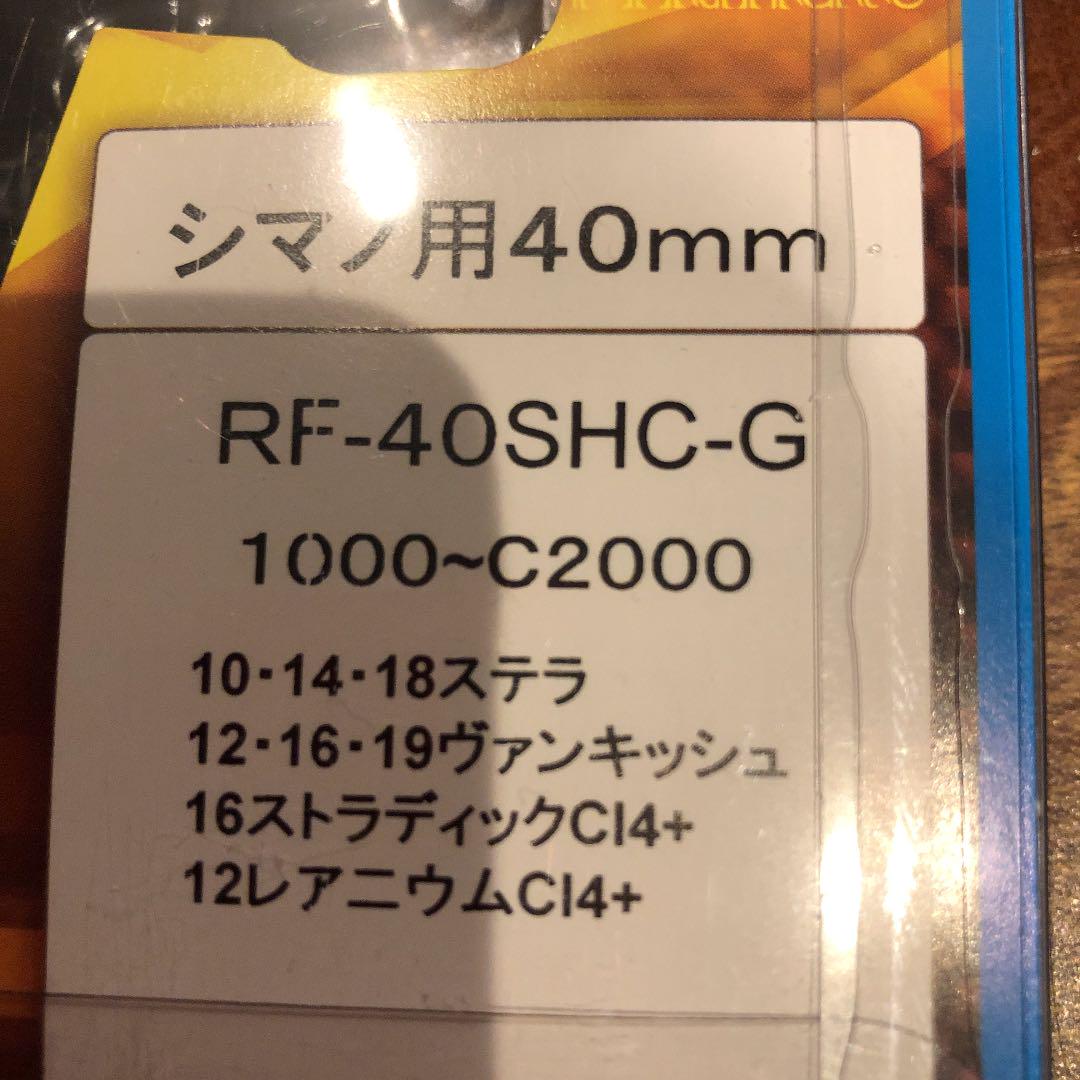 シマノ用40mm
RF-40SHC-G
1000~C2000
10・14・18ステラ
12・16・19ヴァンキッシュ
16ストラディックCI4+
12レアニウムCI4+